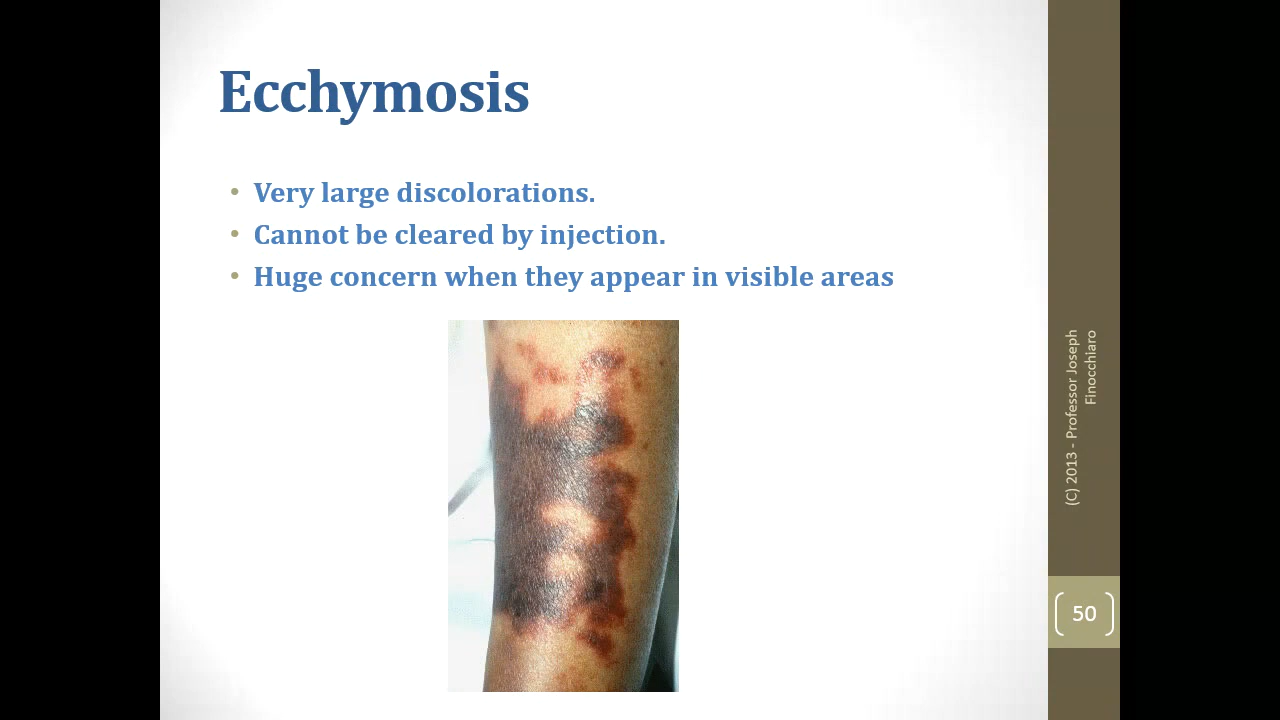 Ecchymosis
• Very large discolorations.
• Cannot be cleared by injection.
• Huge concern when they appear in visible areas
(C) 2013 - Professor Joseph
Finocchiaro
50